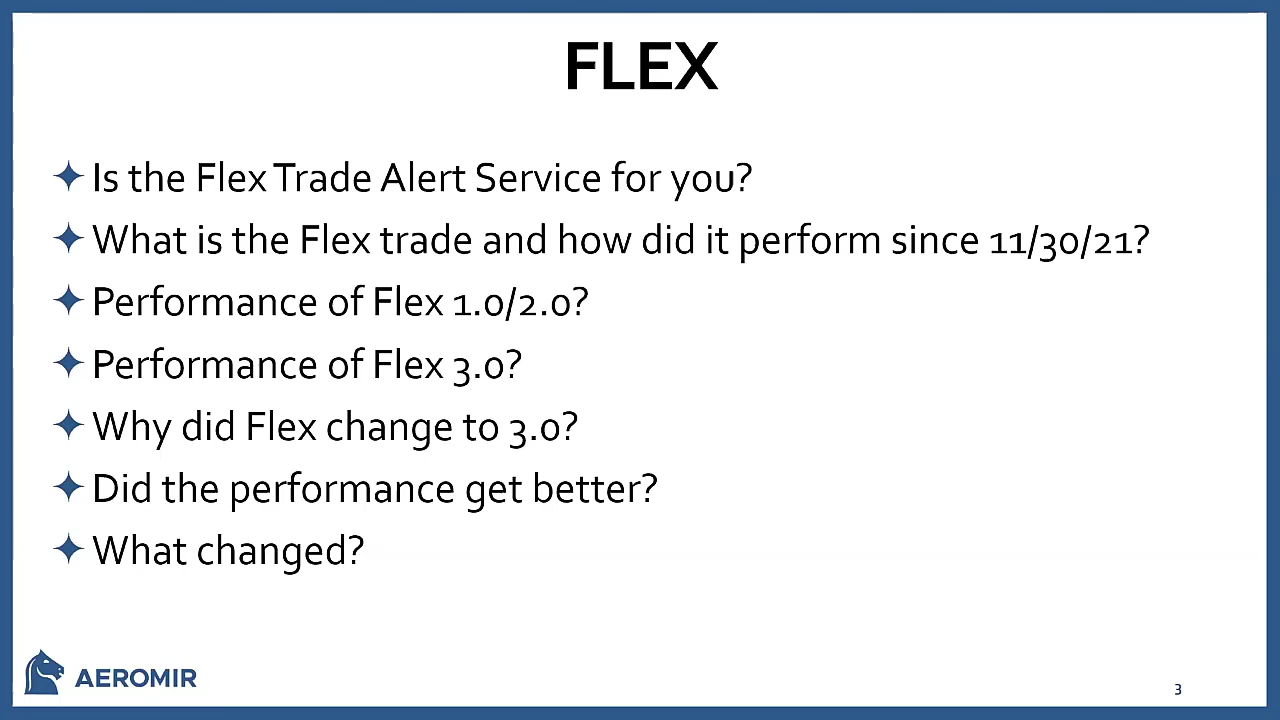 FLEX
Is the Flex Trade Alert Service for you?
What is the Flex trade and how did it perform since 11/30/21?
Performance of Flex 1.0/2.0?
Performance of Flex 3.0?
Why did Flex change to 3.0?
Did the performance get better?
What changed?
AEROMIR
3